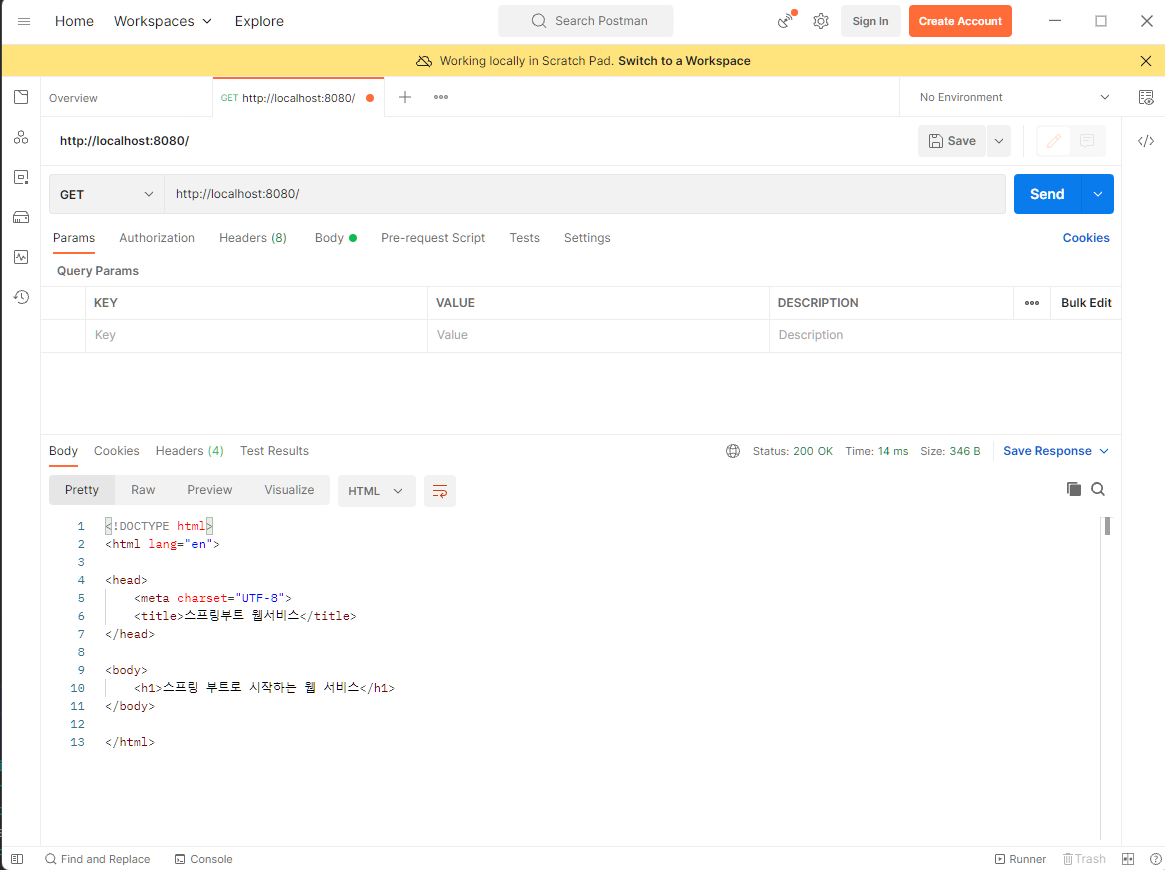 Home Workspaces Explore Search Postman Sign In Create Account
Working locally in Scratch Pad. Switch to a Workspace
Overview GET http://localhost:8080/ No Environment
http://localhost:8080/ Save
GET http://localhost:8080/ Send
Params Authorization Headers (8) Body Pre-request Script Tests Settings Cookies
Query Params
KEY VALUE DESCRIPTION Bulk Edit
Key Value Description
Body Cookies Headers (4) Test Results Status: 200 OK Time: 14 ms Size: 346 B Save Response
Pretty Raw Preview Visualize HTML
1 <!DOCTYPE html>
2 <html lang="en">
3
4 <head>
5 <meta charset="UTF-8">
6 <title>스프링부트 웹서비스</title>
7 </head>
8
9 <body>
10 <h1>스프링 부트로 시작하는 웹 서비스</h1>
11 </body>
12
13 </html>
Find and Replace Console Runner Trash